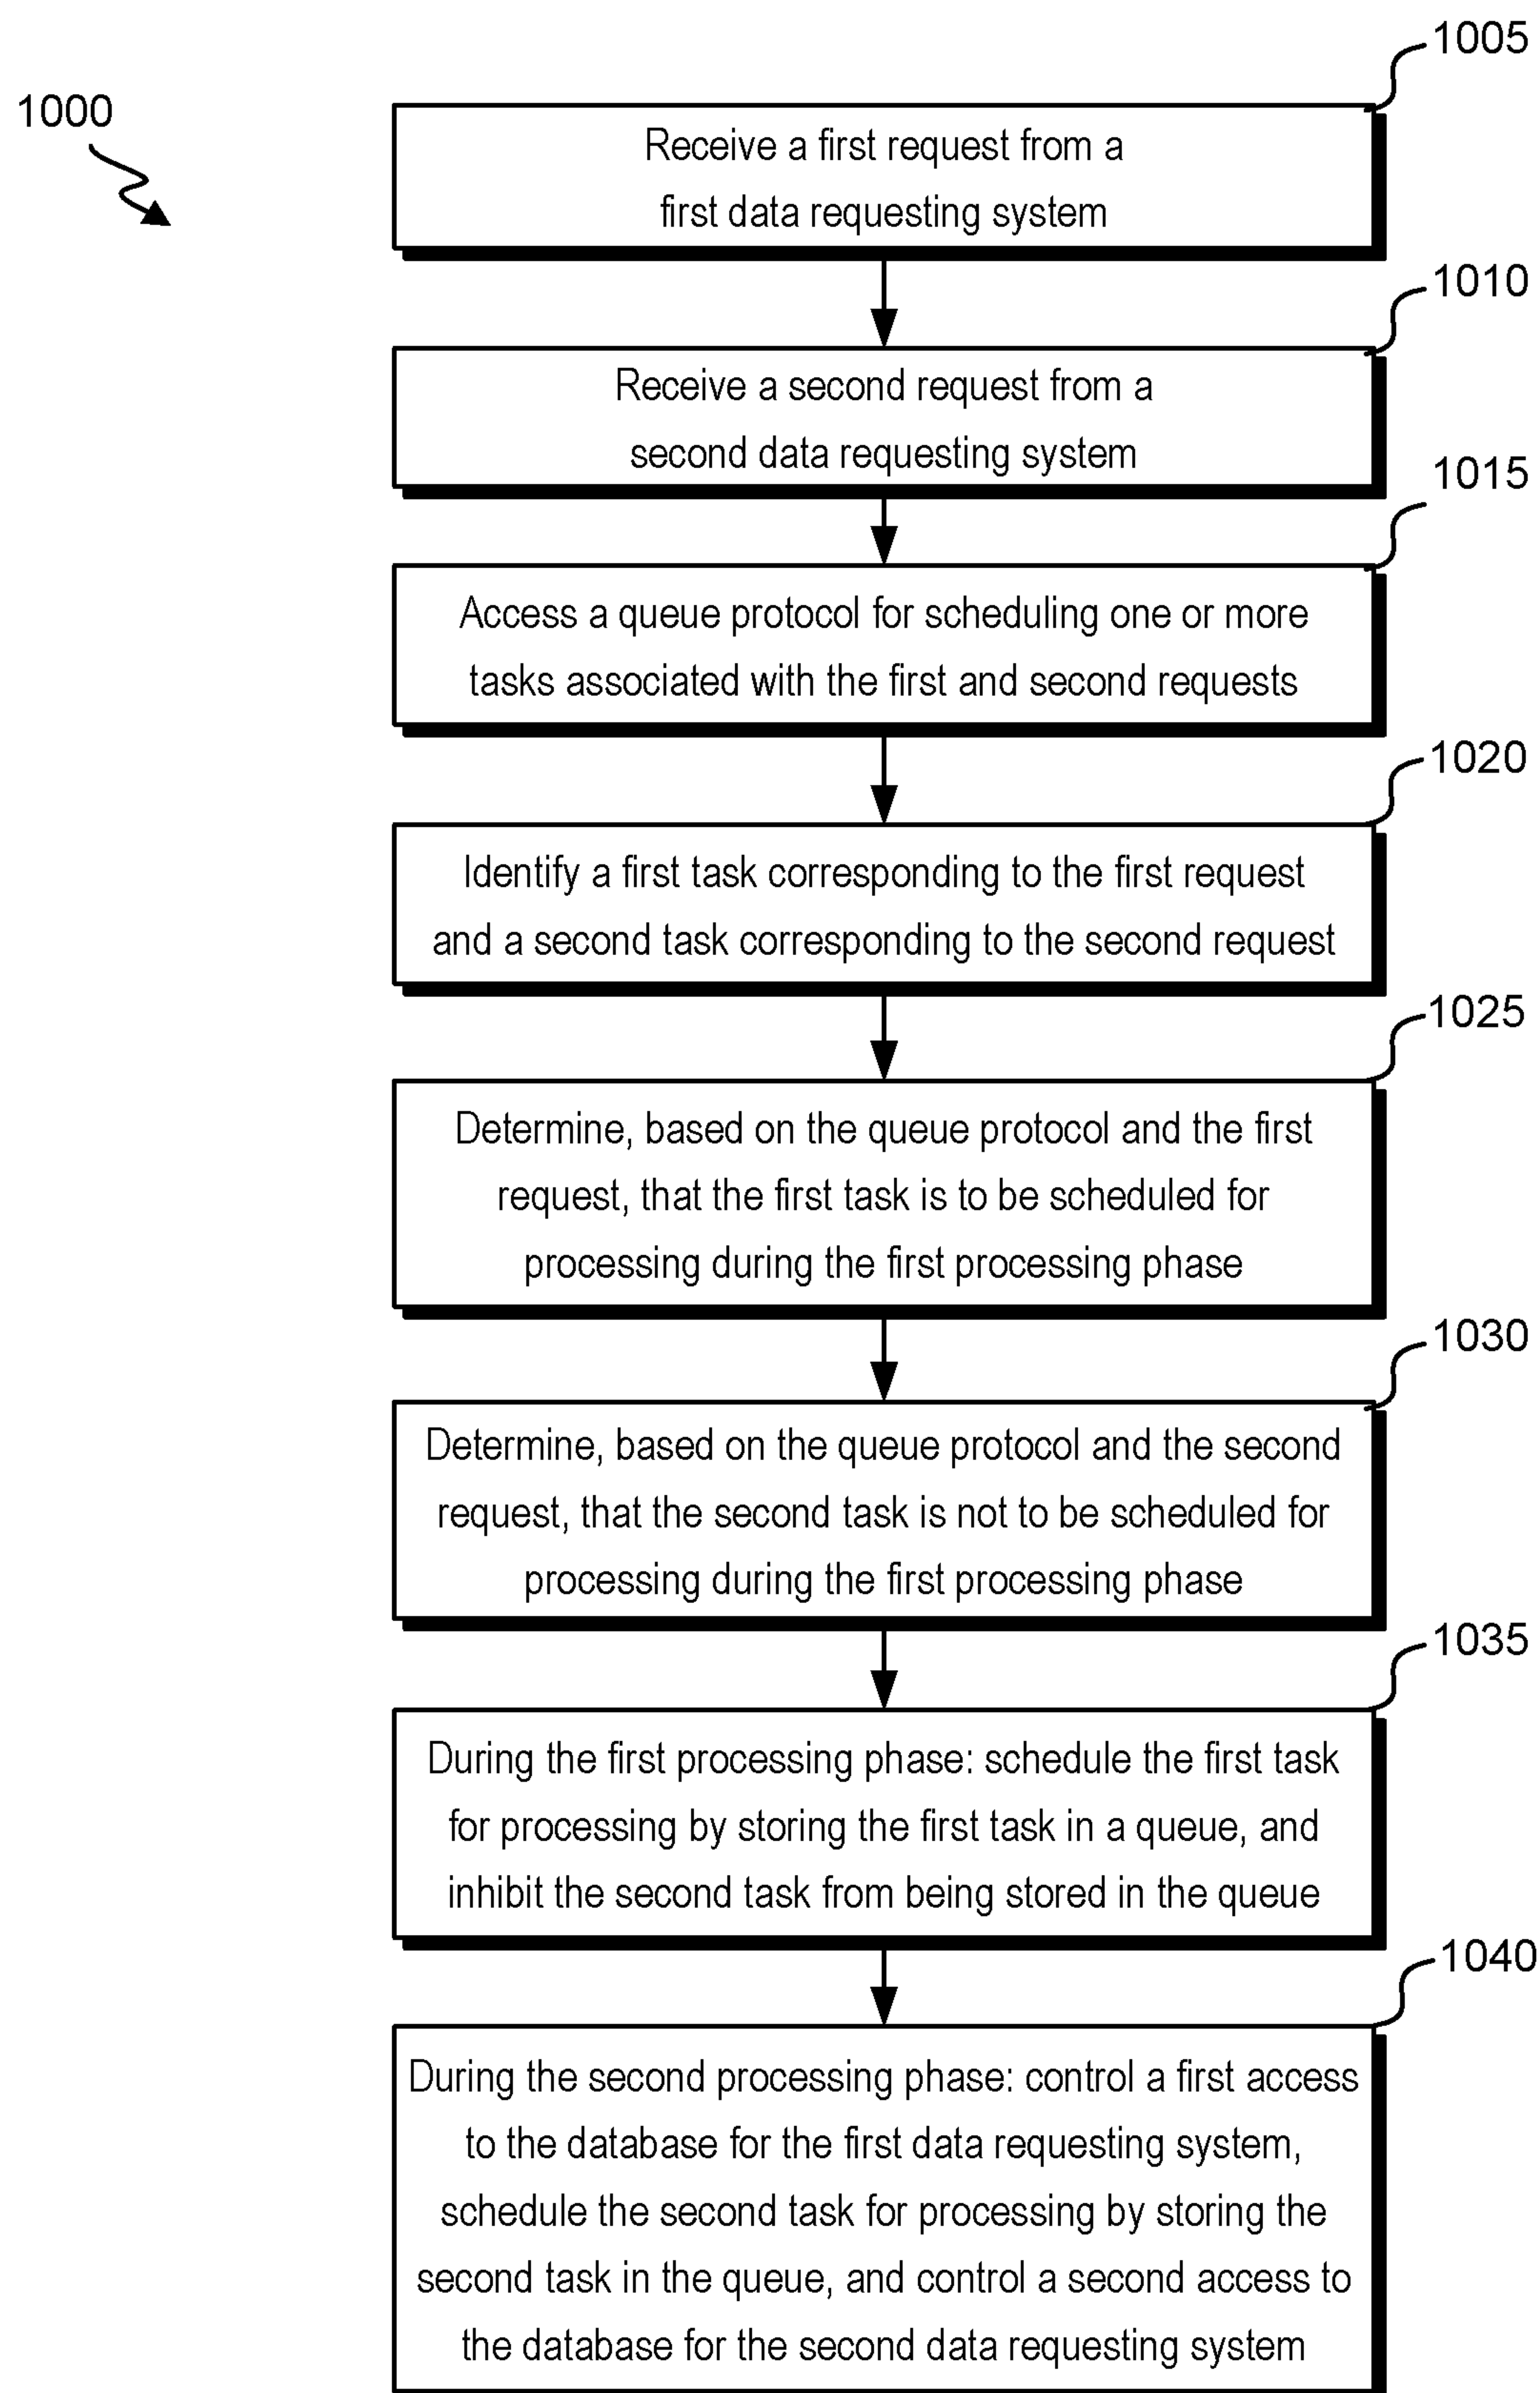 1000
1005
Receive a first request from a
first data requesting system
1010
Receive a second request from a
second data requesting system
1015
Access a queue protocol for scheduling one or more
tasks associated with the first and second requests
1020
Identify a first task corresponding to the first request
and a second task corresponding to the second request
1025
Determine, based on the queue protocol and the first
request, that the first task is to be scheduled for
processing during the first processing phase
1030
Determine, based on the queue protocol and the second
request, that the second task is not to be scheduled for
processing during the first processing phase
1035
During the first processing phase: schedule the first task
for processing by storing the first task in a queue, and
inhibit the second task from being stored in the queue
1040
During the second processing phase: control a first access
to the database for the first data requesting system,
schedule the second task for processing by storing the
second task in the queue, and control a second access to
the database for the second data requesting system